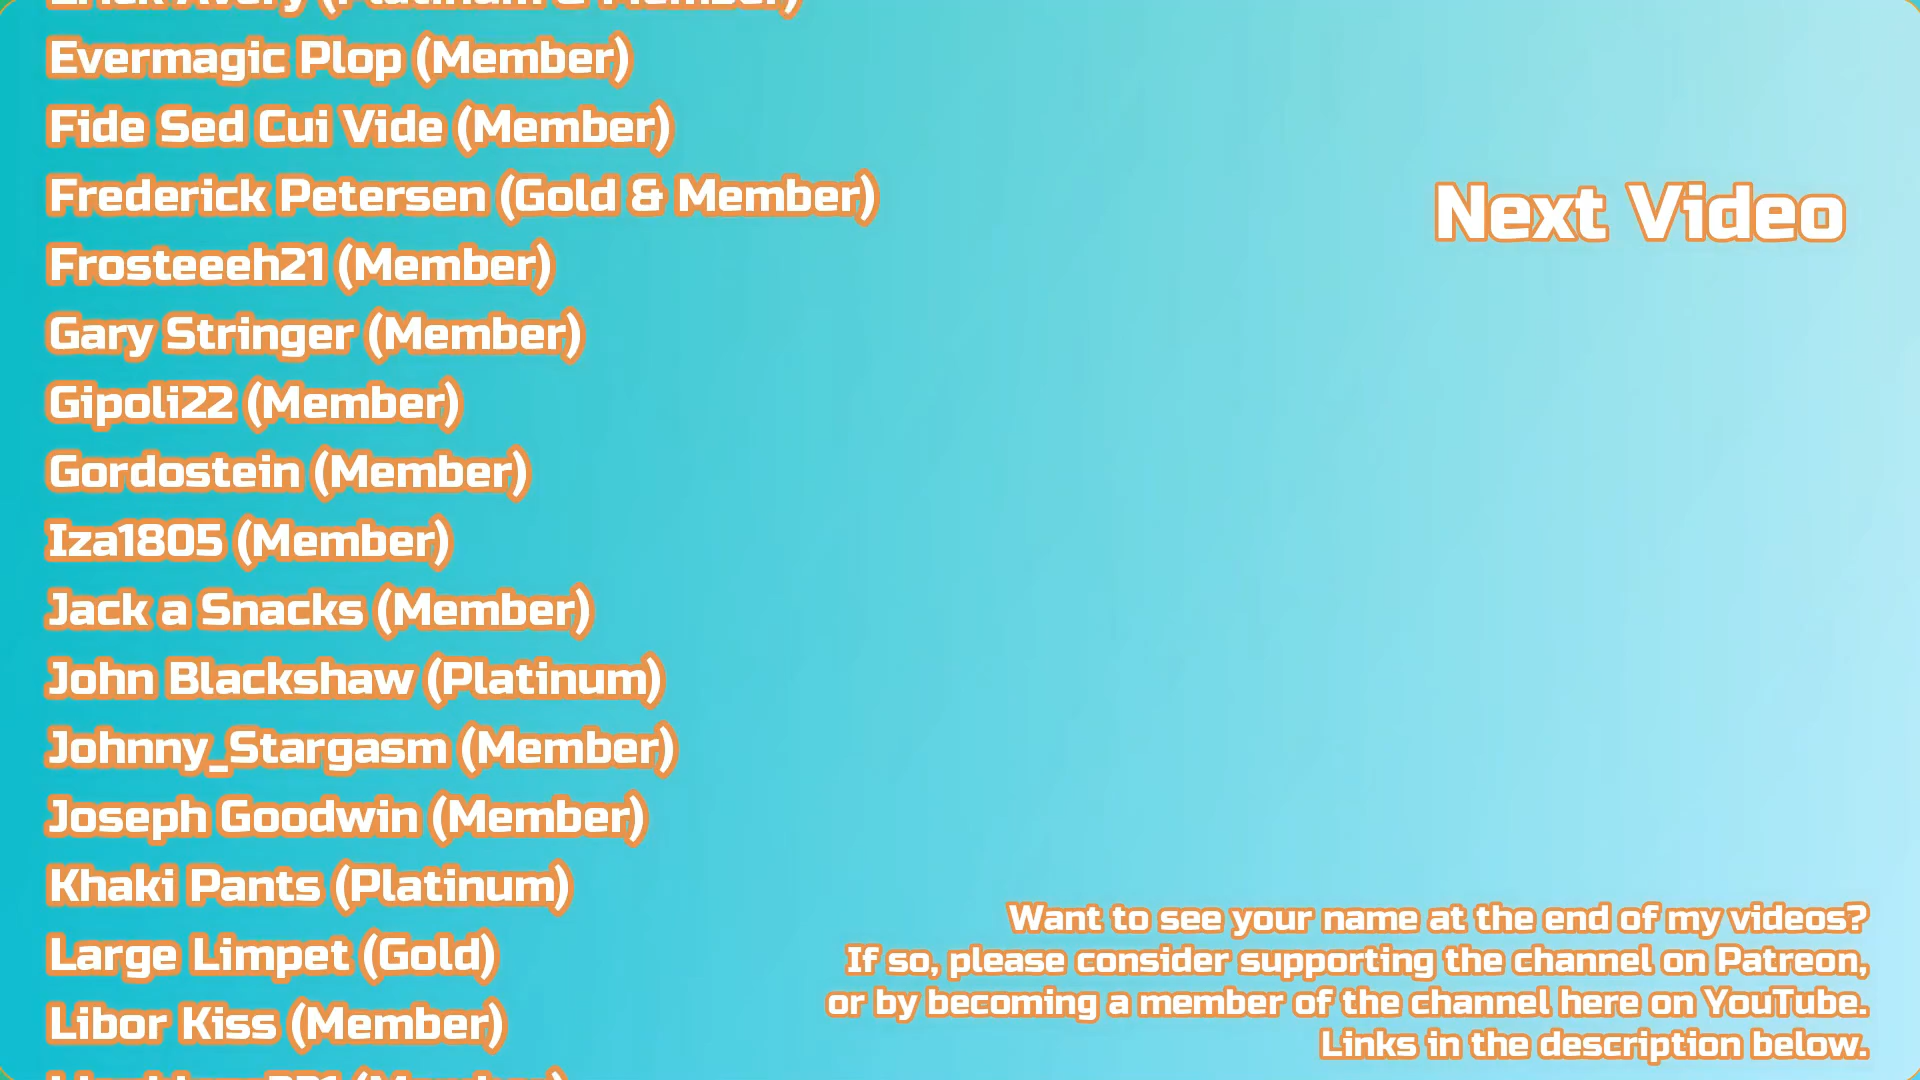 Evermagic Plop (Member)
Fide Sed Cui Vide (Member)
Frederick Petersen (Gold & Member)
Frosteeeh21 (Member)
Gary Stringer (Member)
Gipoli22 (Member)
Gordostein (Member)
Iza1805 (Member)
Jack a Snacks (Member)
John Blackshaw (Platinum)
Johnny_Stargasm (Member)
Joseph Goodwin (Member)
Khaki Pants (Platinum)
Large Limpet (Gold)
Libor Kiss (Member)
Next Video
Want to see your name at the end of my videos?
If so, please consider supporting the channel on Patreon,
or by becoming a member of the channel here on YouTube.
Links in the description below.